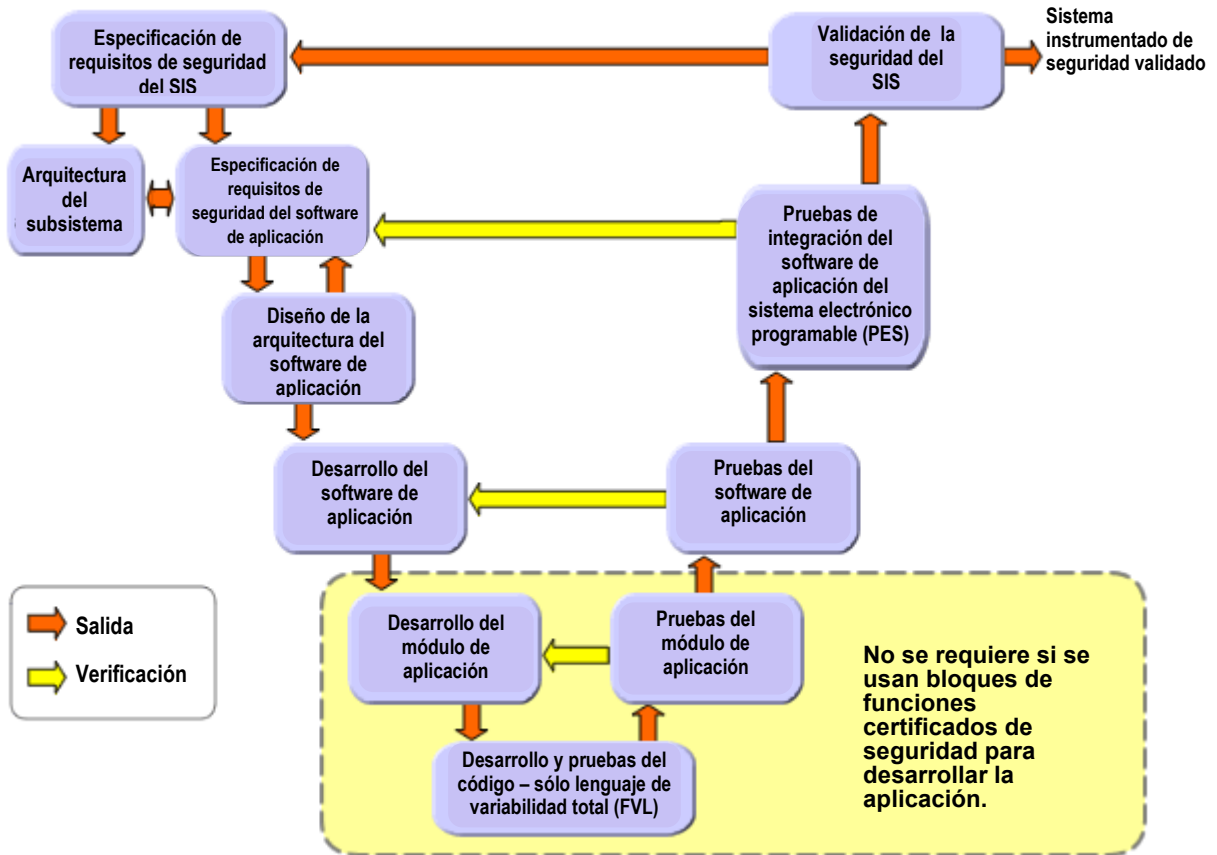 Especificación de
requisitos de seguridad
del SIS
Validación de la
seguridad del
SIS
Sistema
instrumentado de
seguridad validado
Arquitectura
del
subsistema
Especificación de
requisitos de
seguridad del software
de aplicación
Pruebas de
integración del
software de
aplicación del
sistema electrónico
programable (PES)
Diseño de la
arquitectura del
software de
aplicación
Desarrollo del
software de
aplicación
Pruebas del
software de
aplicación
Salida
Verificación
Desarrollo del
módulo de
aplicación
Pruebas del
módulo de
aplicación
Desarrollo y pruebas del
código – sólo lenguaje de
variabilidad total (FVL)
No se requiere si se
usan bloques de
funciones
certificados de
seguridad para
desarrollar la
aplicación.